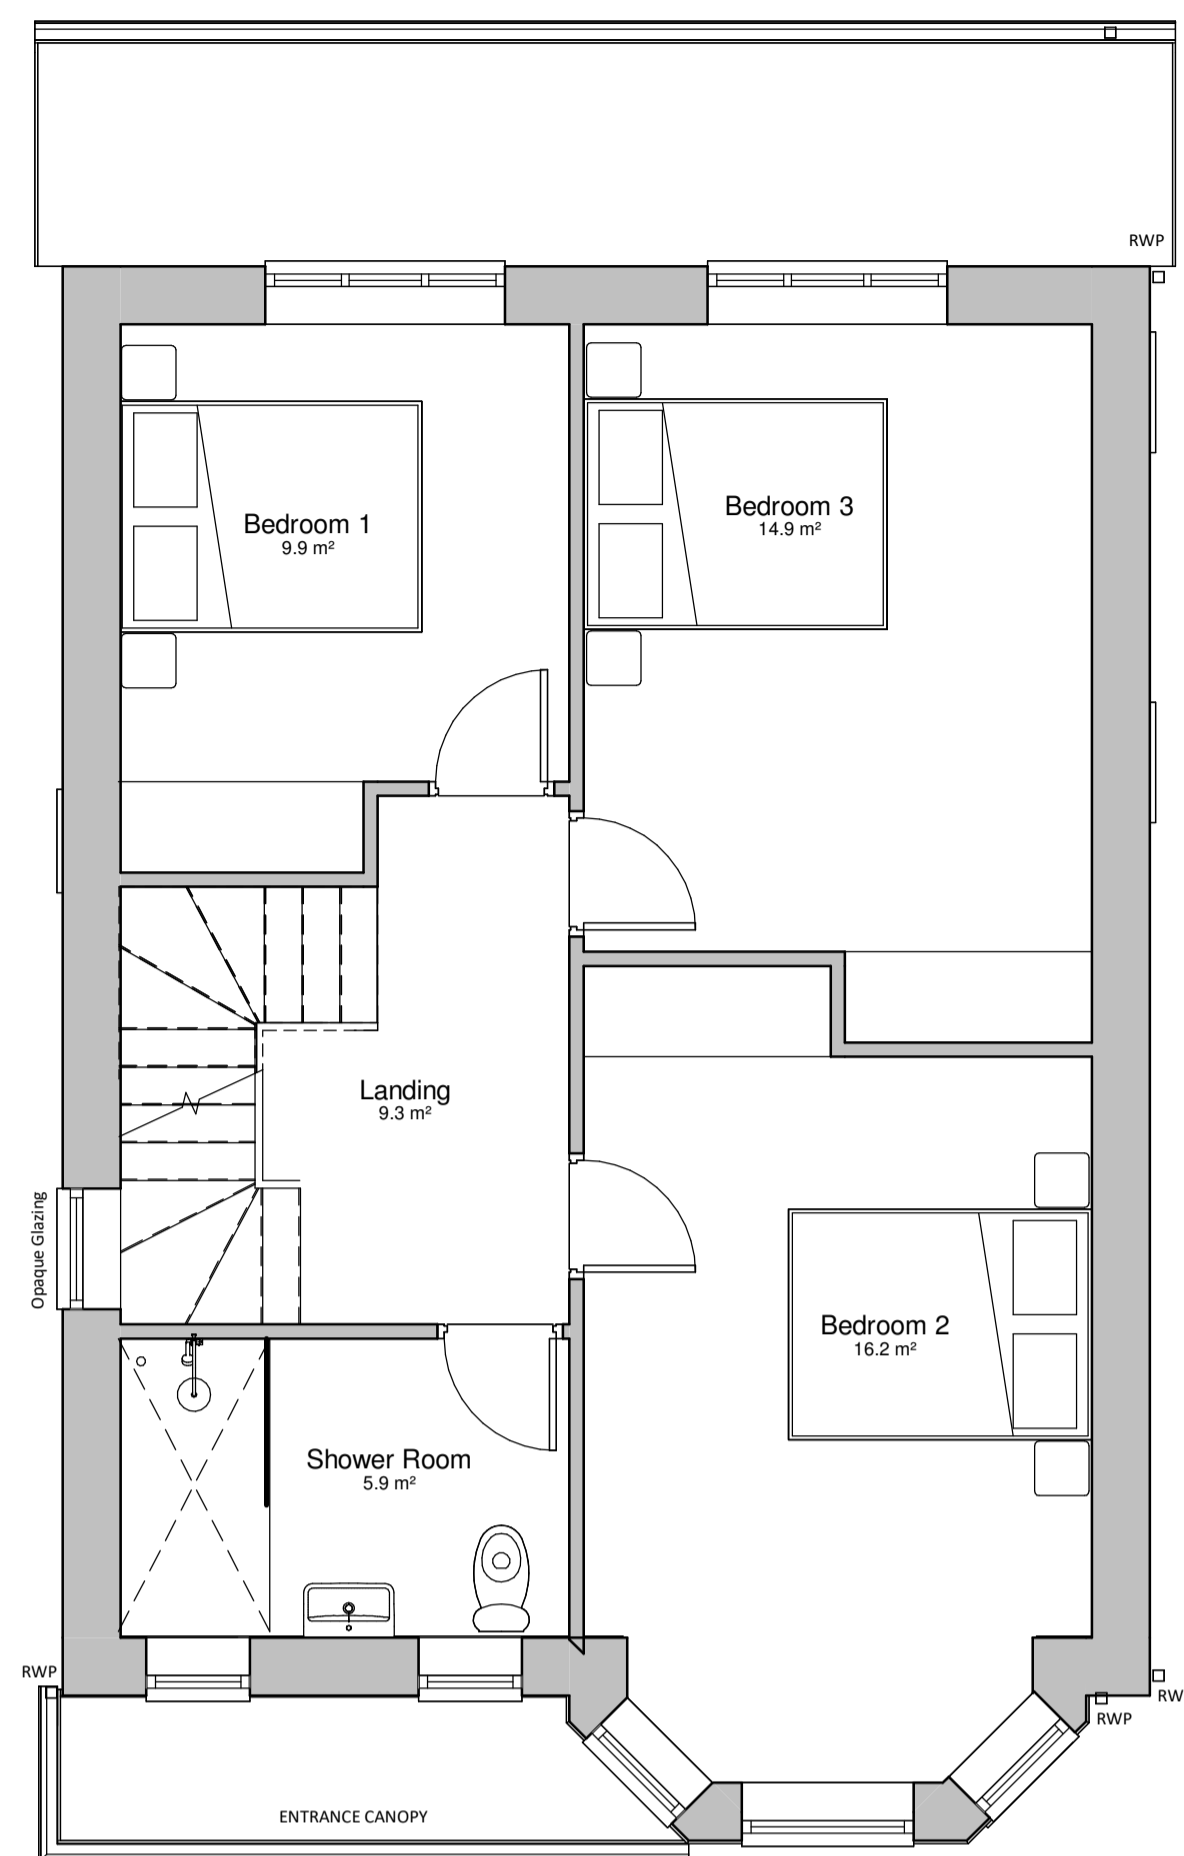 RWP
Bedroom 1
9.9 m²
Bedroom 3
14.9 m²
Landing
9.3 m²
Opaque Glazing
Bedroom 2
16.2 m²
Shower Room
5.9 m²
RWP
RW
RWP
ENTRANCE CANOPY